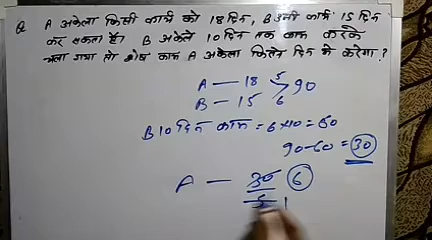 Q A अकेला किसी कार्य को 18 दिन, B उसी कार्य 15 दिन
कर सकता है। B अकेले 10 दिन तक काम करके
चला गया तो शेष काम A अकेला कितने दिन में करेगा?
A — 18 5 90
B — 15 6
B 10 दिन काम = 6×10 = 60
90-60 = 30
A — 30 6
5